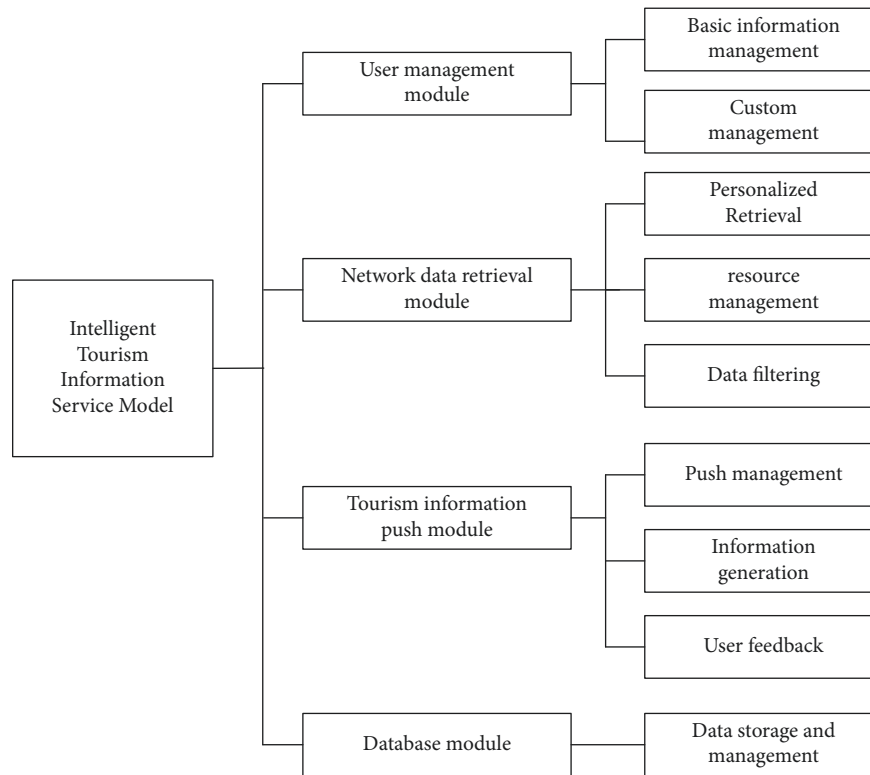 Intelligent
Tourism
Information
Service Model
User management
module
Basic information
management
Custom
management
Network data retrieval
module
Personalized
Retrieval
resource
management
Data filtering
Tourism information
push module
Push management
Information
generation
User feedback
Database module
Data storage and
management